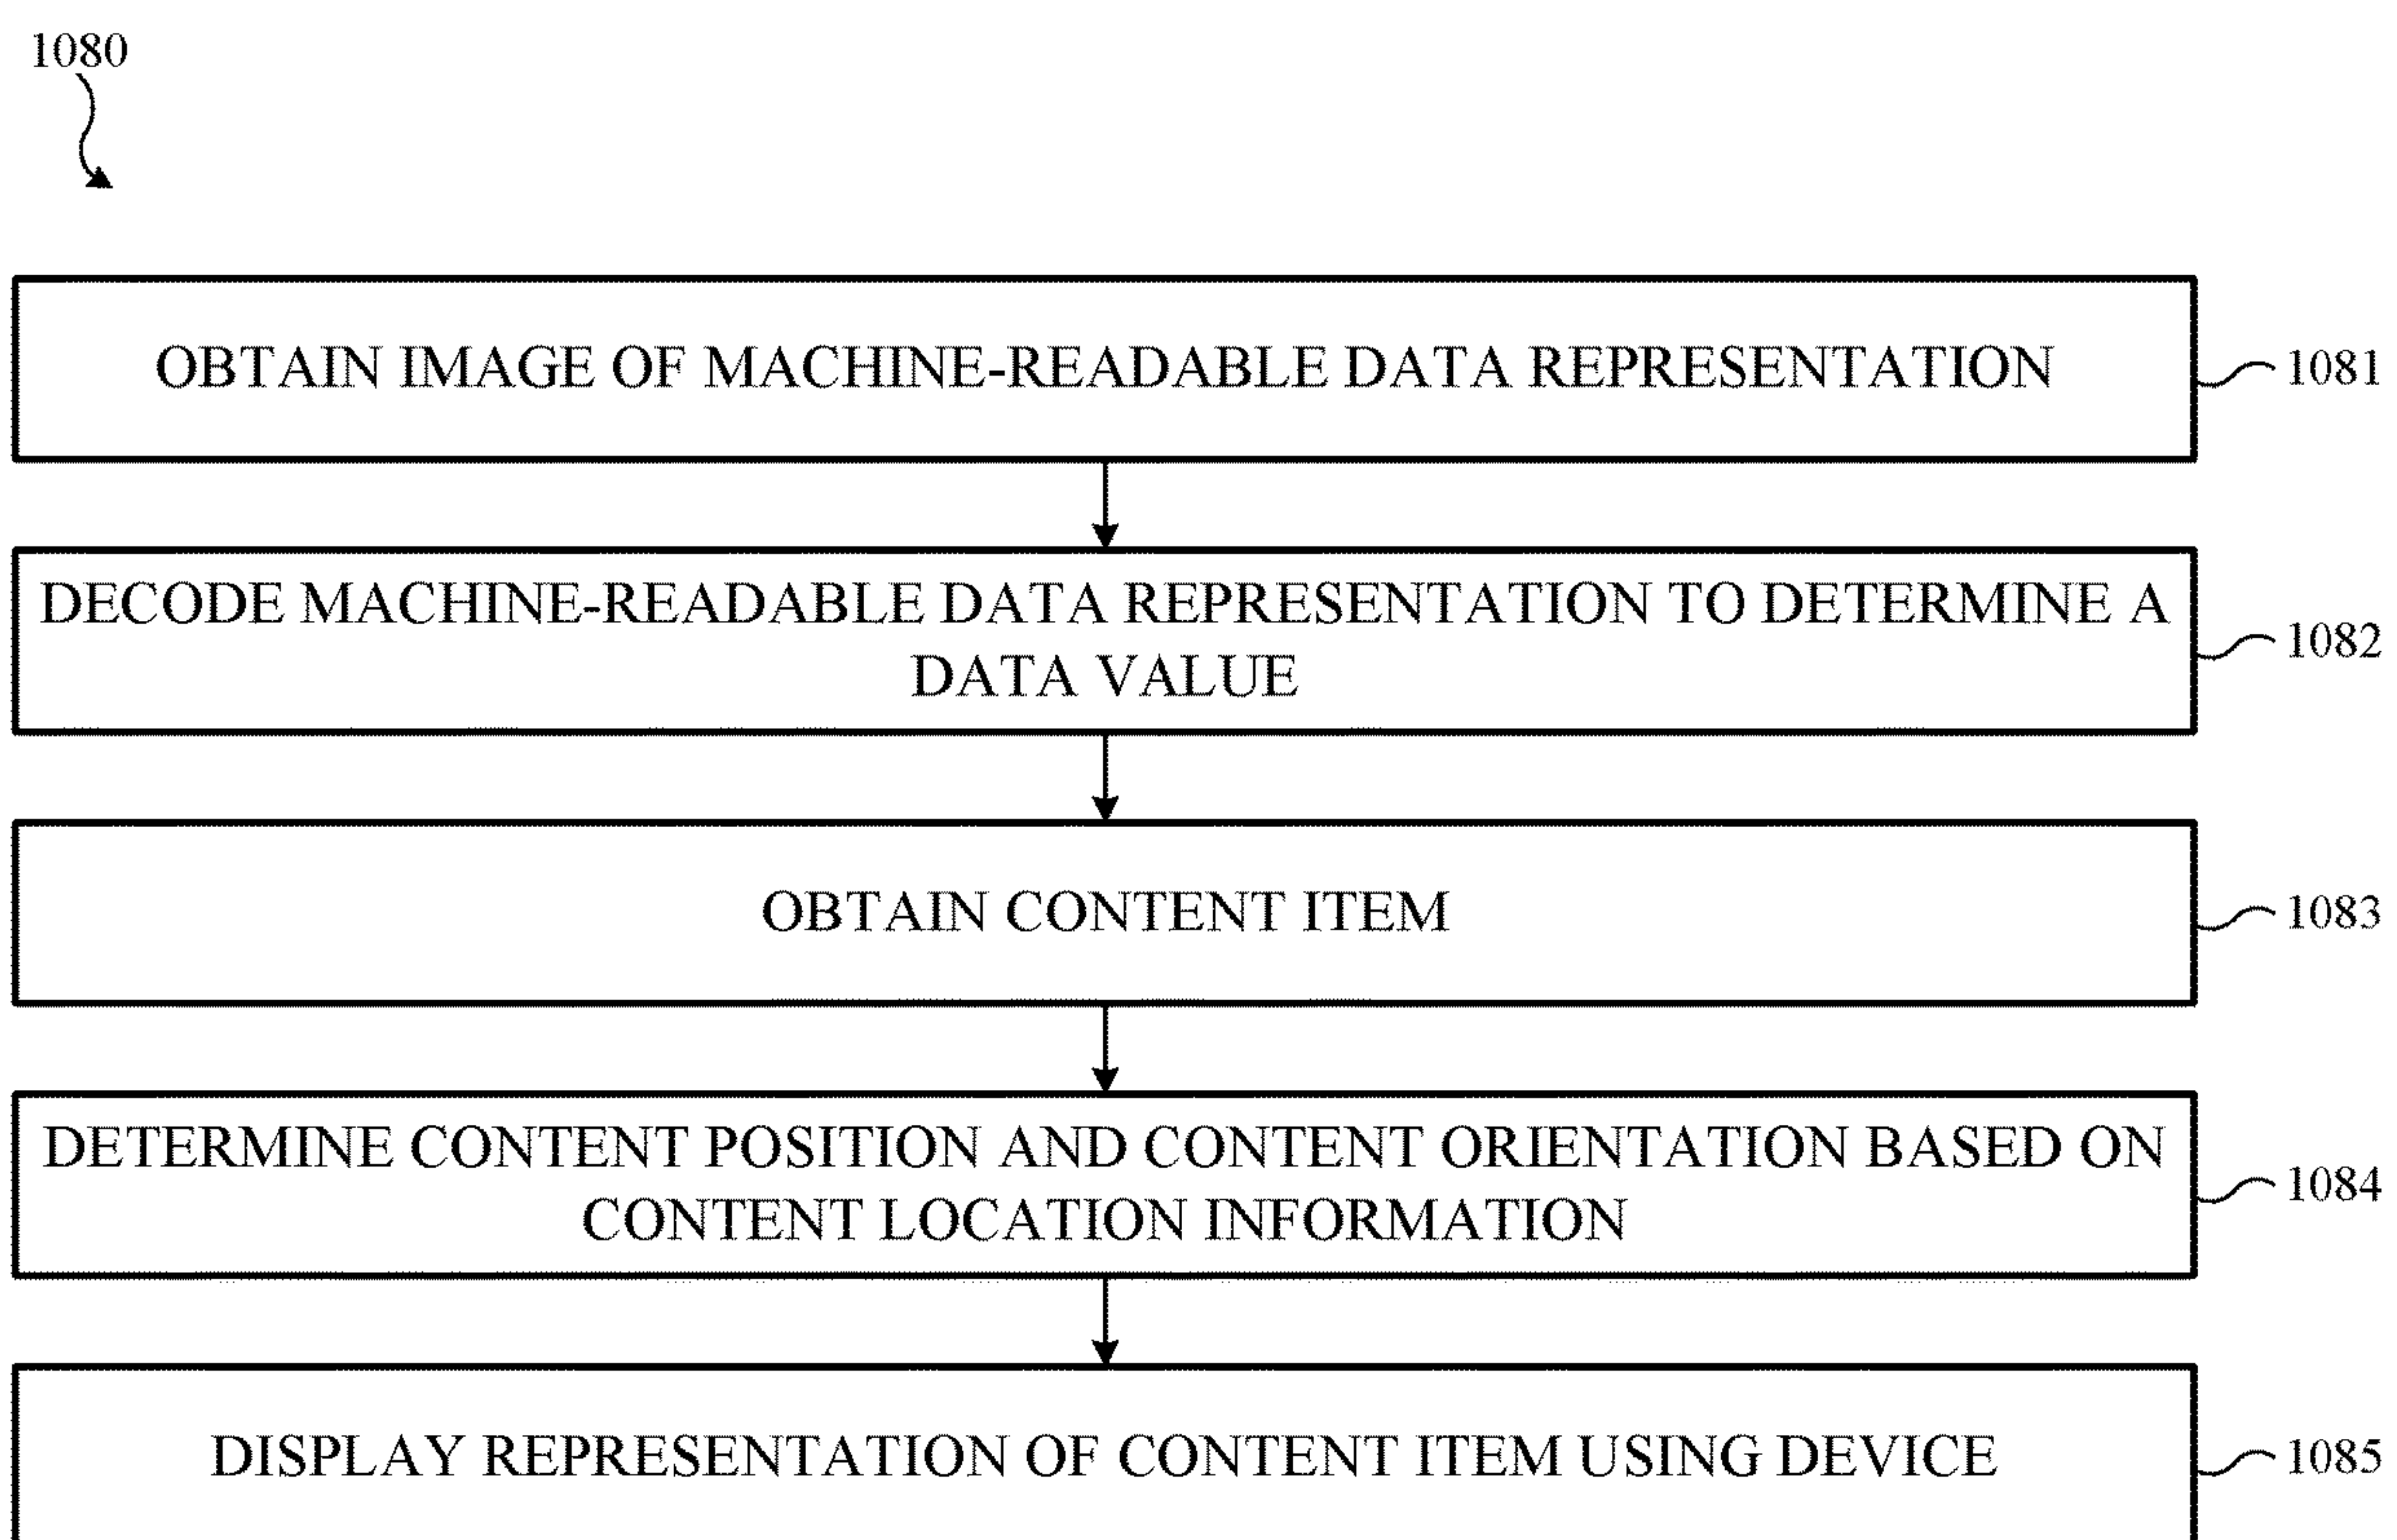 1080
OBTAIN IMAGE OF MACHINE-READABLE DATA REPRESENTATION
1081
DECODE MACHINE-READABLE DATA REPRESENTATION TO DETERMINE A
DATA VALUE
1082
OBTAIN CONTENT ITEM
1083
DETERMINE CONTENT POSITION AND CONTENT ORIENTATION BASED ON
CONTENT LOCATION INFORMATION
1084
DISPLAY REPRESENTATION OF CONTENT ITEM USING DEVICE
1085